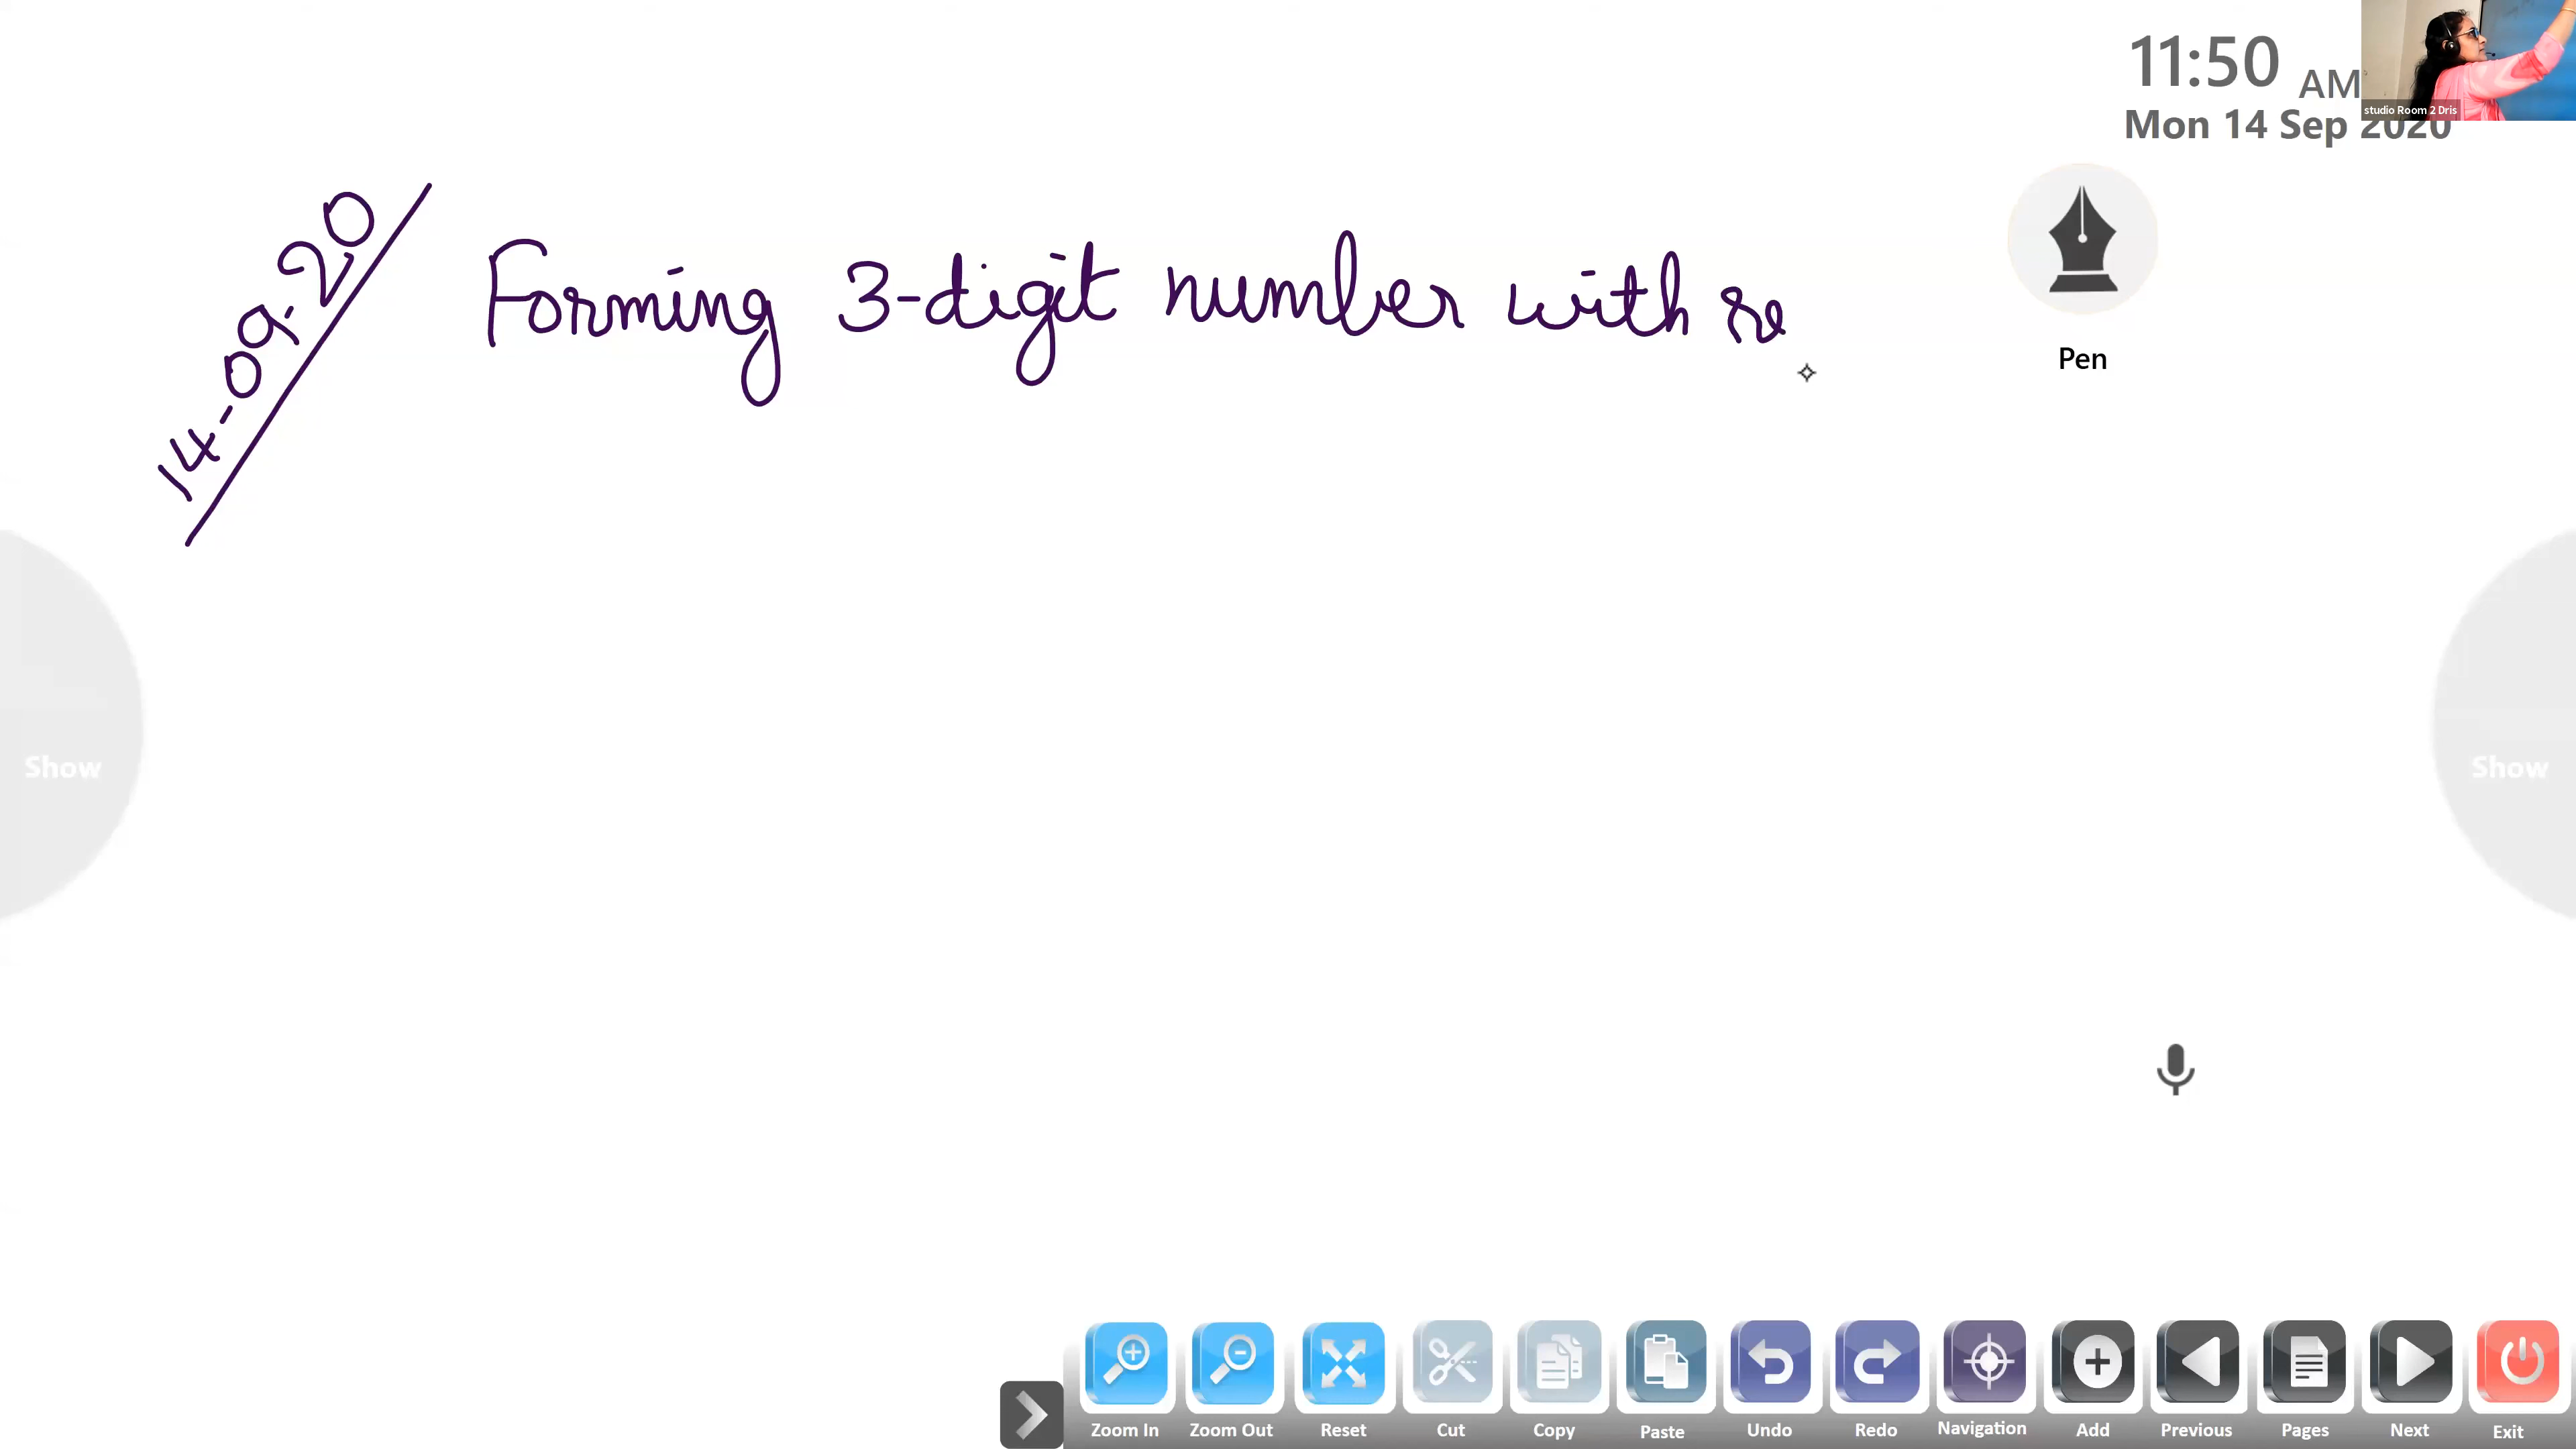 11:50 AM
studio Room 2 Dris
Mon 14 Sep 2020
14-09-20
Forming 3-digit number with re
Pen
Show
Show
Zoom In
Zoom Out
Reset
Cut
Copy
Paste
Undo
Redo
Navigation
Add
Previous
Pages
Next
Exit